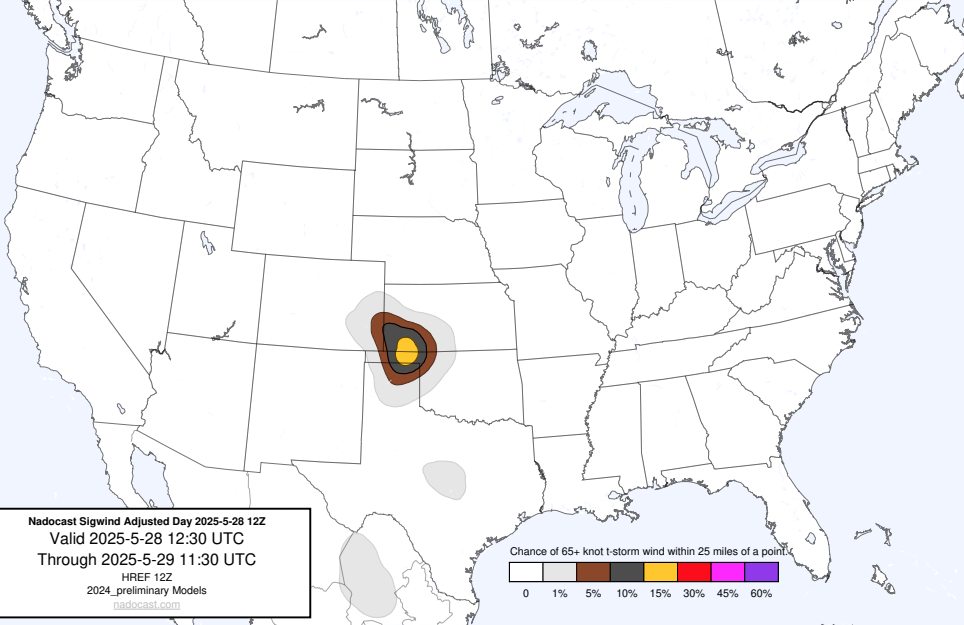 Nadocast Sigwind Adjusted Day 2025-5-28 12Z
Valid 2025-5-28 12:30 UTC
Through 2025-5-29 11:30 UTC
HREF 12Z
2024_preliminary Models
nadocast.com
Chance of 65+ knot t-storm wind within 25 miles of a point.
0 1% 5% 10% 15% 30% 45% 60%